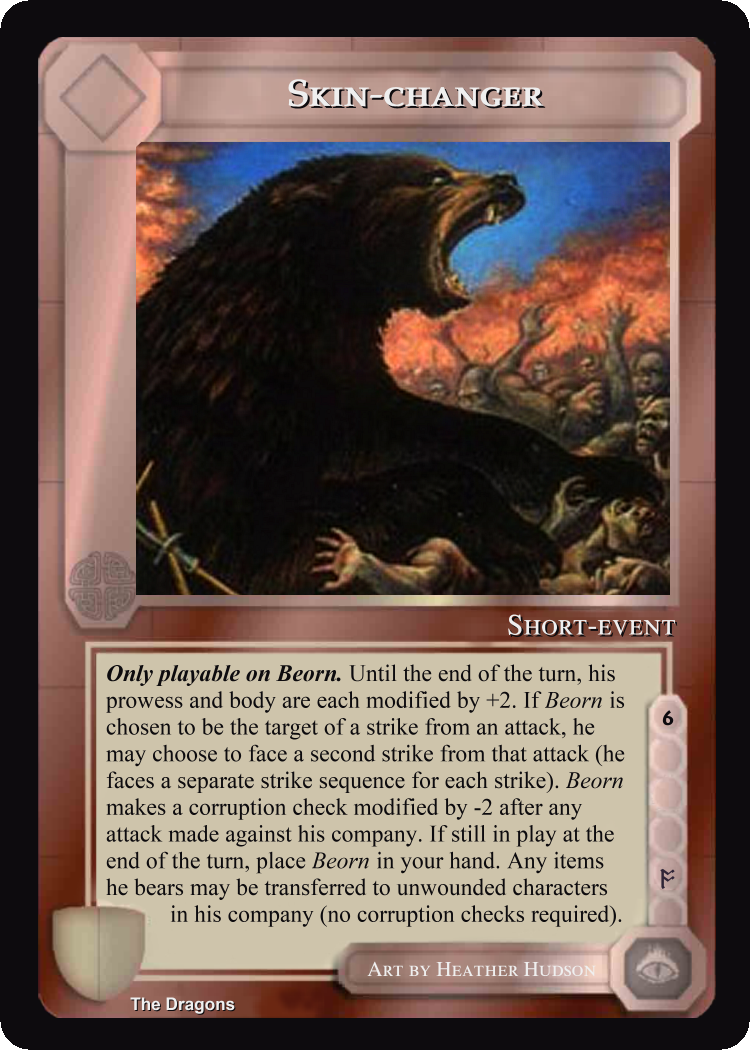 Skin-changer
Short-event
Only playable on Beorn. Until the end of the turn, his
prowess and body are each modified by +2. If Beorn is
chosen to be the target of a strike from an attack, he
may choose to face a second strike from that attack (he
faces a separate strike sequence for each strike). Beorn
makes a corruption check modified by -2 after any
attack made against his company. If still in play at the
end of the turn, place Beorn in your hand. Any items
he bears may be transferred to unwounded characters
in his company (no corruption checks required).
6
Art by Heather Hudson
The Dragons